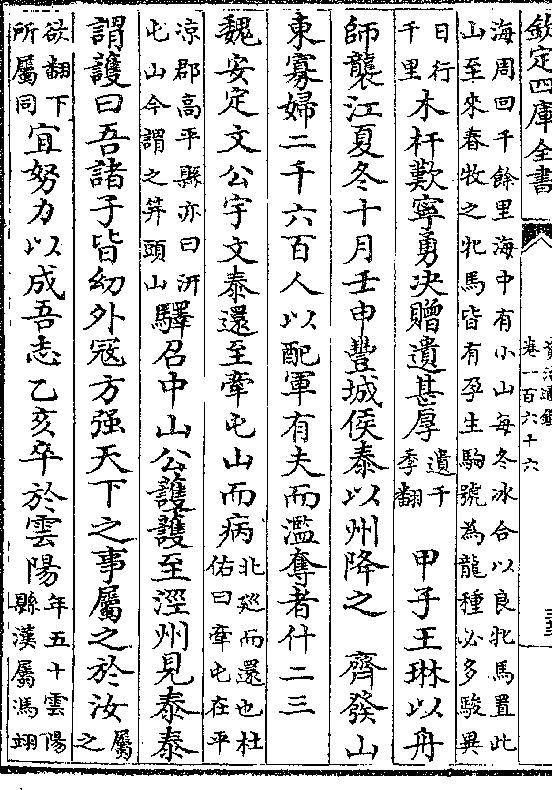 欽定四庫全書
資治通鑑
卷一百六十六
海周回千餘里海中有小山每冬冰合以良牝馬置此
山至來春牧之牝馬皆有孕生駒號為龍種必多駿異
日行
千里
木杆歎寧勇决贈遺甚厚
遺于
季翻
甲子王琳以舟
師襲江夏冬十月壬申豐城侯泰以州降之 齊發山
東寡婦二千六百人以配軍有夫而濫奪者什二三
魏安定文公宇文泰還至牽屯山而病
北廵而還也杜
佑曰牽屯在平
涼郡高平縣亦曰汧
屯山今謂之笄頭山
驛召中山公護護至涇州見泰泰
謂護曰吾諸子皆幼外冦方强天下之事屬之於汝
屬
之
欲翻下
所屬同
宜努力以成吾志乙亥卒於雲陽
年五十雲陽
縣漢屬馮翊